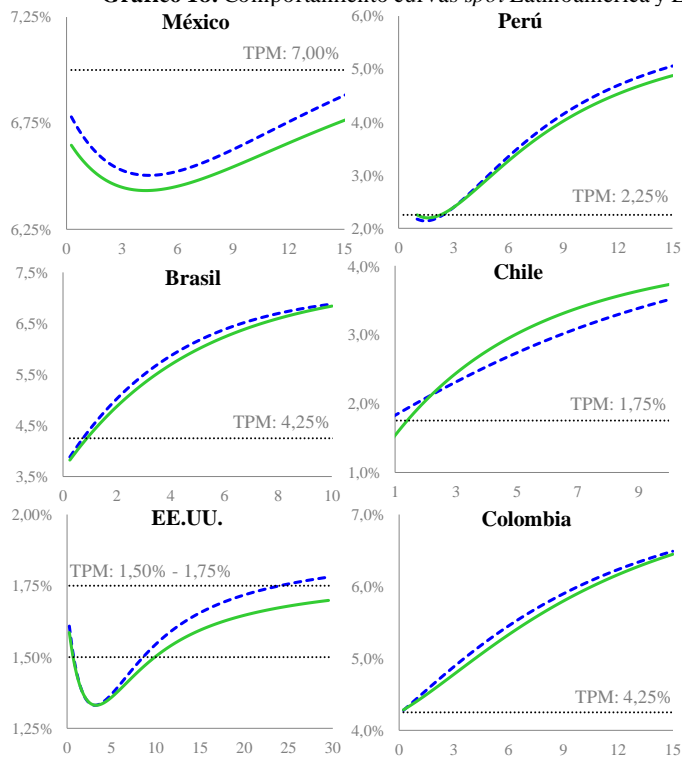 Gráfico 18. Comportamiento curvas spot Latinoamérica y
México
Perú
7,25%
6,75%
6,25%
TPM: 7,00%
0 3 6 9 12 15
6,0%
5,0%
4,0%
3,0%
2,0%
TPM: 2,25%
0 3 6 9 12 15
Brasil
Chile
7,5%
6,5%
5,5%
4,5%
3,5%
TPM: 4,25%
0 2 4 6 8 10
4,0%
3,0%
2,0%
1,0%
TPM: 1,75%
1 3 5 7 9
EE.UU.
Colombia
2,00%
1,75%
1,50%
1,25%
TPM: 1,50% - 1,75%
0 5 10 15 20 25 30
7,0%
6,0%
5,0%
4,0%
TPM: 4,25%
0 3 6 9 12 15